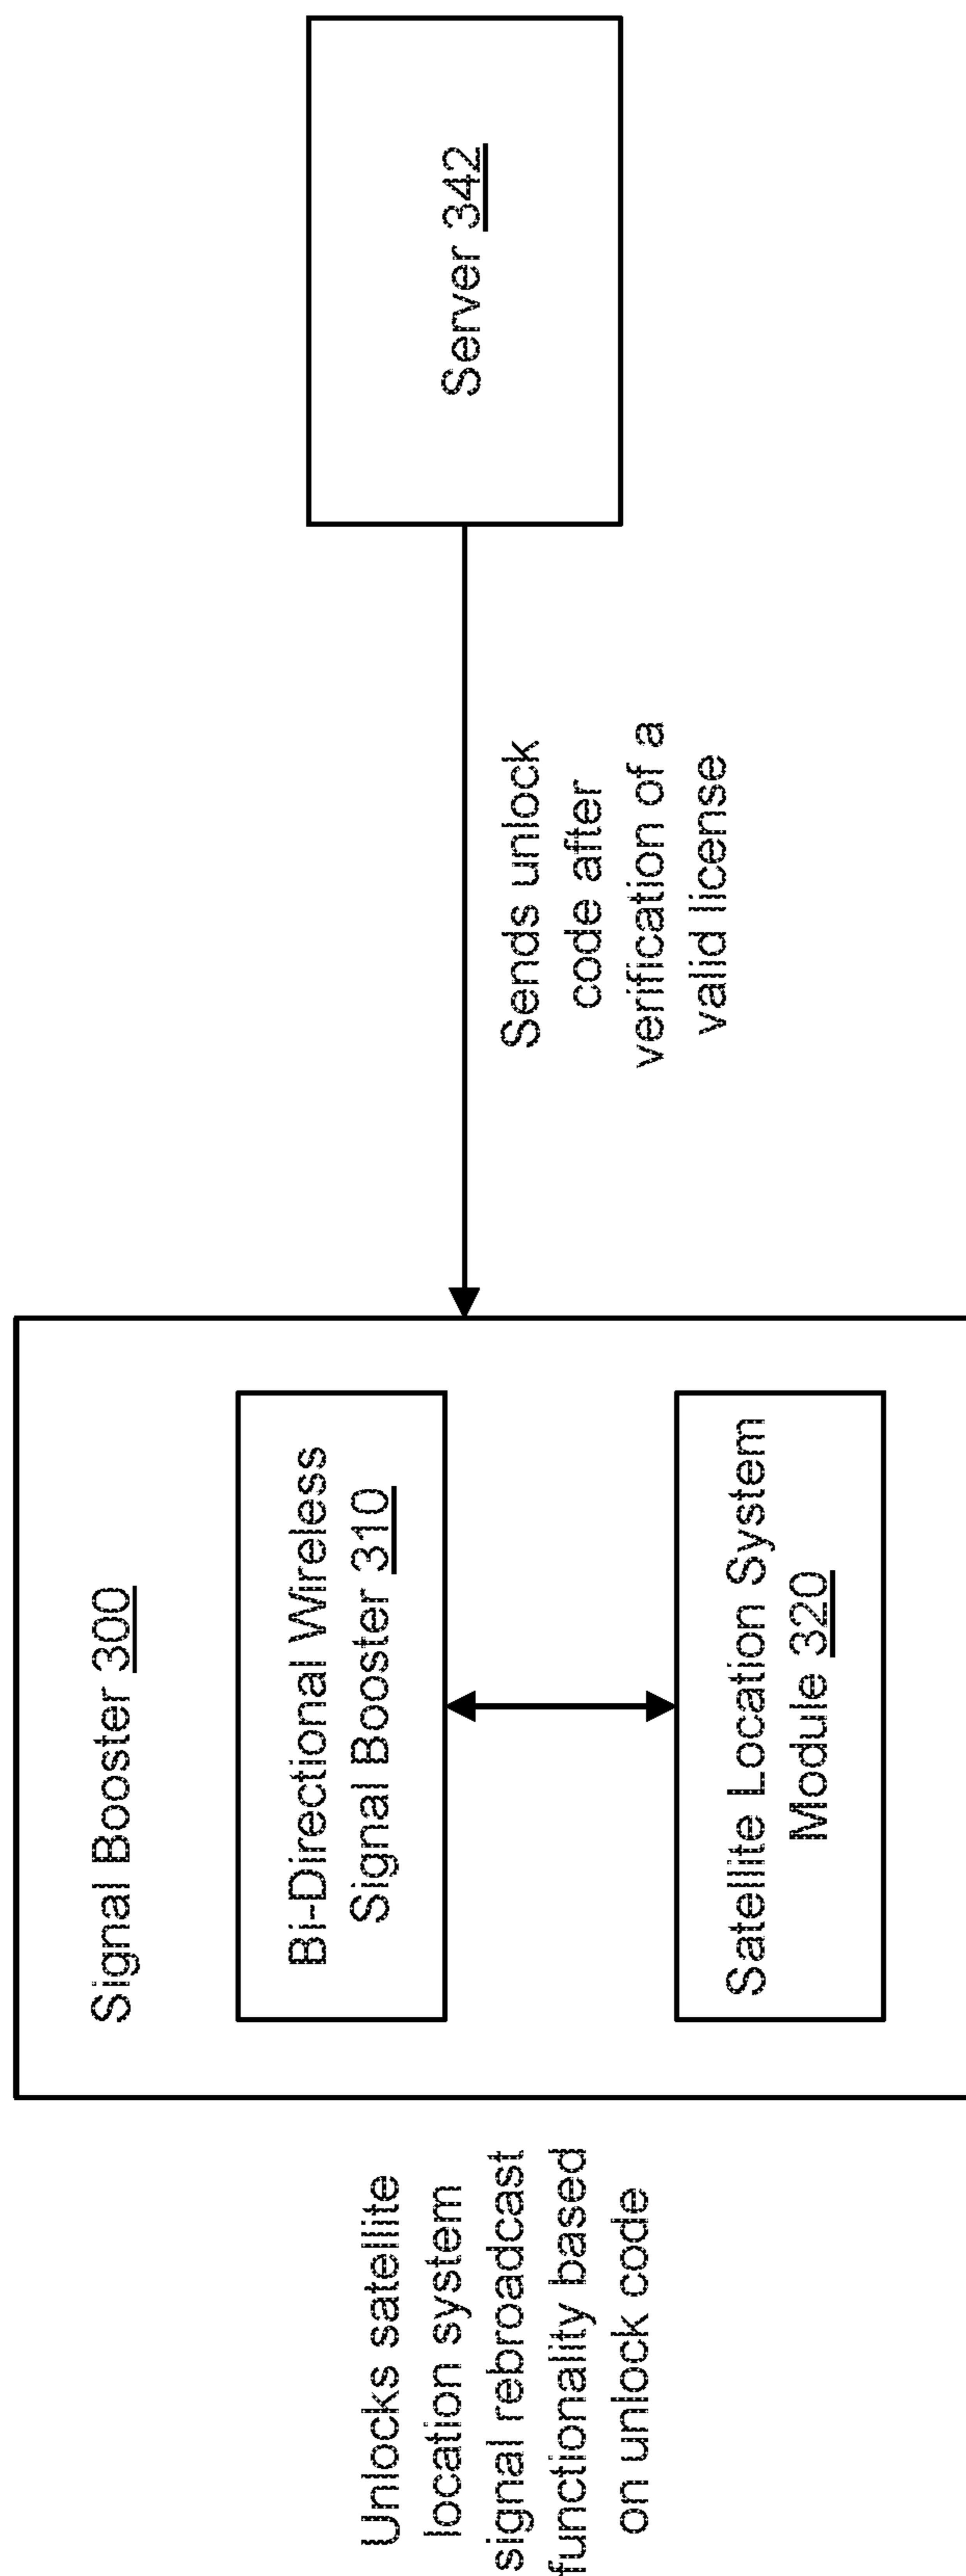 Unlocks satellite
location system
signal rebroadcast
functionality based
on unlock code
Signal Booster 300
Bi-Directional Wireless
Signal Booster 310
Satellite Location System
Module 320
Sends unlock
code after
verification of a
valid license
Server 342